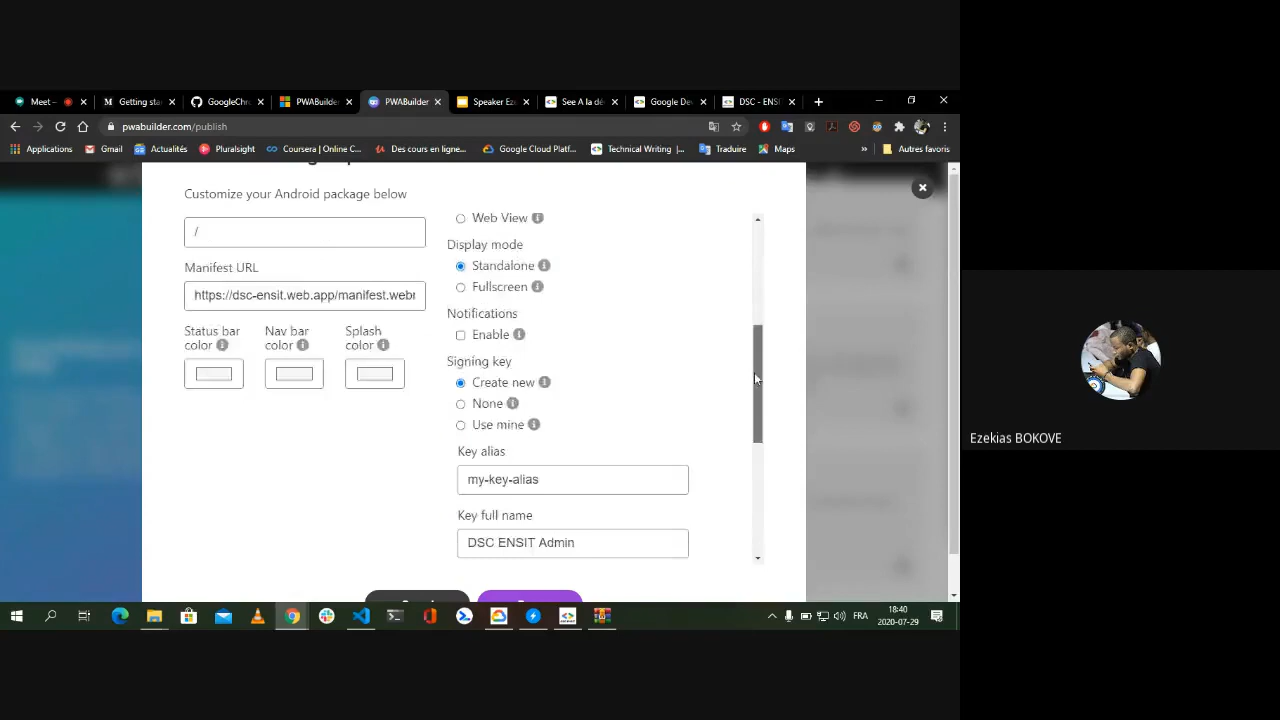 Meet —
Getting sta
GoogleChr
PWABuilde
PWABuilder
Speaker Eze
See A la dé
Google De
DSC - ENSI
pwabuilder.com/publish
Applications
Gmail
Actualités
Pluralsight
Coursera | Online C...
Des cours en ligne...
Google Cloud Platf...
Technical Writing |...
Traduire
Maps
»
Autres favoris
Customize your Android package below
/
Manifest URL
https://dsc-ensit.web.app/manifest.webr
Status bar color
Nav bar color
Splash color
Web View
Display mode
Standalone
Fullscreen
Notifications
Enable
Signing key
Create new
None
Use mine
Key alias
my-key-alias
Key full name
DSC ENSIT Admin
FRA
18:40
2020-07-29
Ezekias BOKOVE